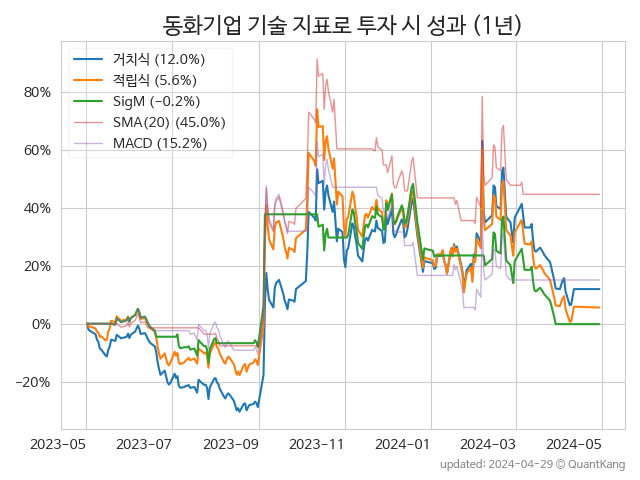 동화기업 기술 지표로 투자 시 성과 (1년)
거치식 (12.0%)
적립식 (5.6%)
SigM (−0.2%)
SMA(20) (45.0%)
MACD (15.2%)
80%
60%
40%
20%
0%
−20%
2023-05 2023-07 2023-09 2023-11 2024-01 2024-03 2024-05
updated: 2024-04-29 © QuantKang